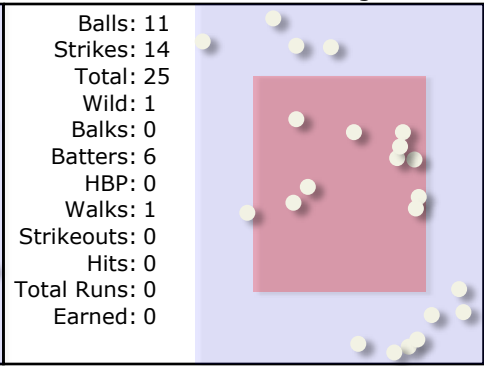 Balls: 11
Strikes: 14
Total: 25
Wild: 1
Balks: 0
Batters: 6
HBP: 0
Walks: 1
Strikeouts: 0
Hits: 0
Total Runs: 0
Earned: 0